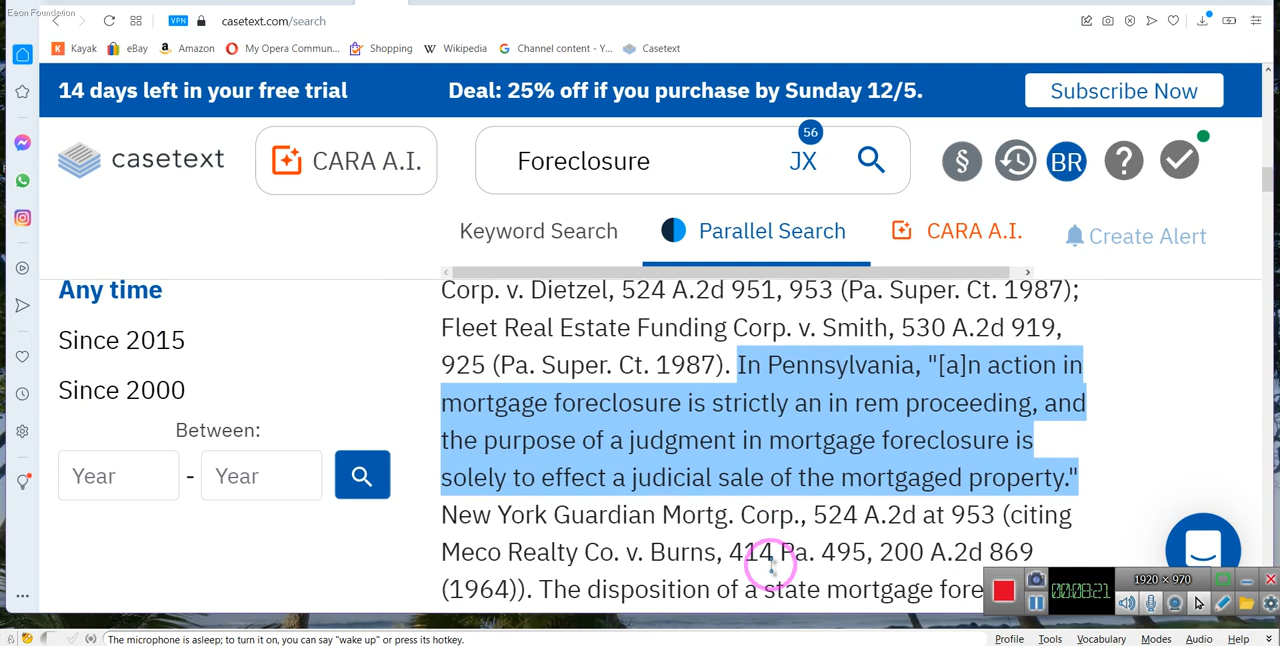 Eeon Foundation
VPN casetext.com/search
Kayak eBay Amazon My Opera Commun... Shopping Wikipedia Channel content - Y... Casetext
14 days left in your free trial Deal: 25% off if you purchase by Sunday 12/5. Subscribe Now
56
casetext CARA A.I. Foreclosure JX § BR ?
Keyword Search Parallel Search CARA A.I. Create Alert
Any time
Since 2015
Since 2000
Between:
Year - Year
Corp. v. Dietzel, 524 A.2d 951, 953 (Pa. Super. Ct. 1987);
Fleet Real Estate Funding Corp. v. Smith, 530 A.2d 919,
925 (Pa. Super. Ct. 1987). In Pennsylvania, "[a]n action in
mortgage foreclosure is strictly an in rem proceeding, and
the purpose of a judgment in mortgage foreclosure is
solely to effect a judicial sale of the mortgaged property."
New York Guardian Mortg. Corp., 524 A.2d at 953 (citing
Meco Realty Co. v. Burns, 414 Pa. 495, 200 A.2d 869
(1964)). The disposition of a state mortgage fore
1920 × 970
00:08:21
The microphone is asleep; to turn it on, you can say "wake up" or press its hotkey. Profile Tools Vocabulary Modes Audio Help